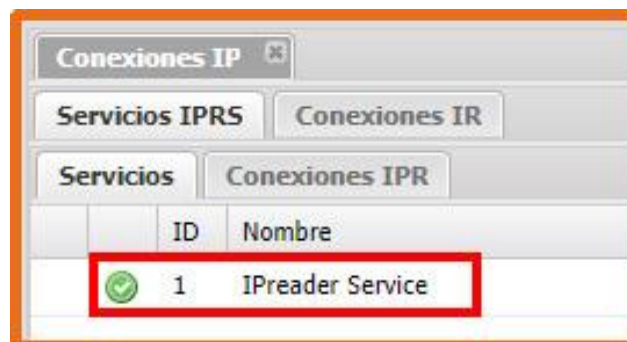 Conexiones IP
Servicios IPRS Conexiones IR
Servicios Conexiones IPR
ID Nombre
1 IPreader Service